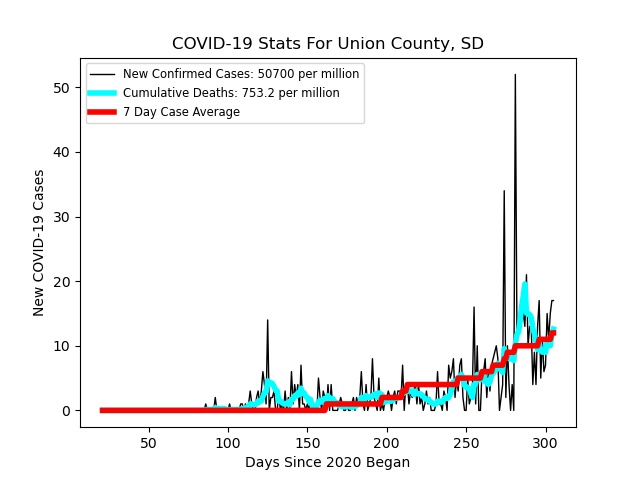 COVID-19 Stats For Union County, SD
New Confirmed Cases: 50700 per million
Cumulative Deaths: 753.2 per million
7 Day Case Average
New COVID-19 Cases
50
40
30
20
10
0
50 100 150 200 250 300
Days Since 2020 Began